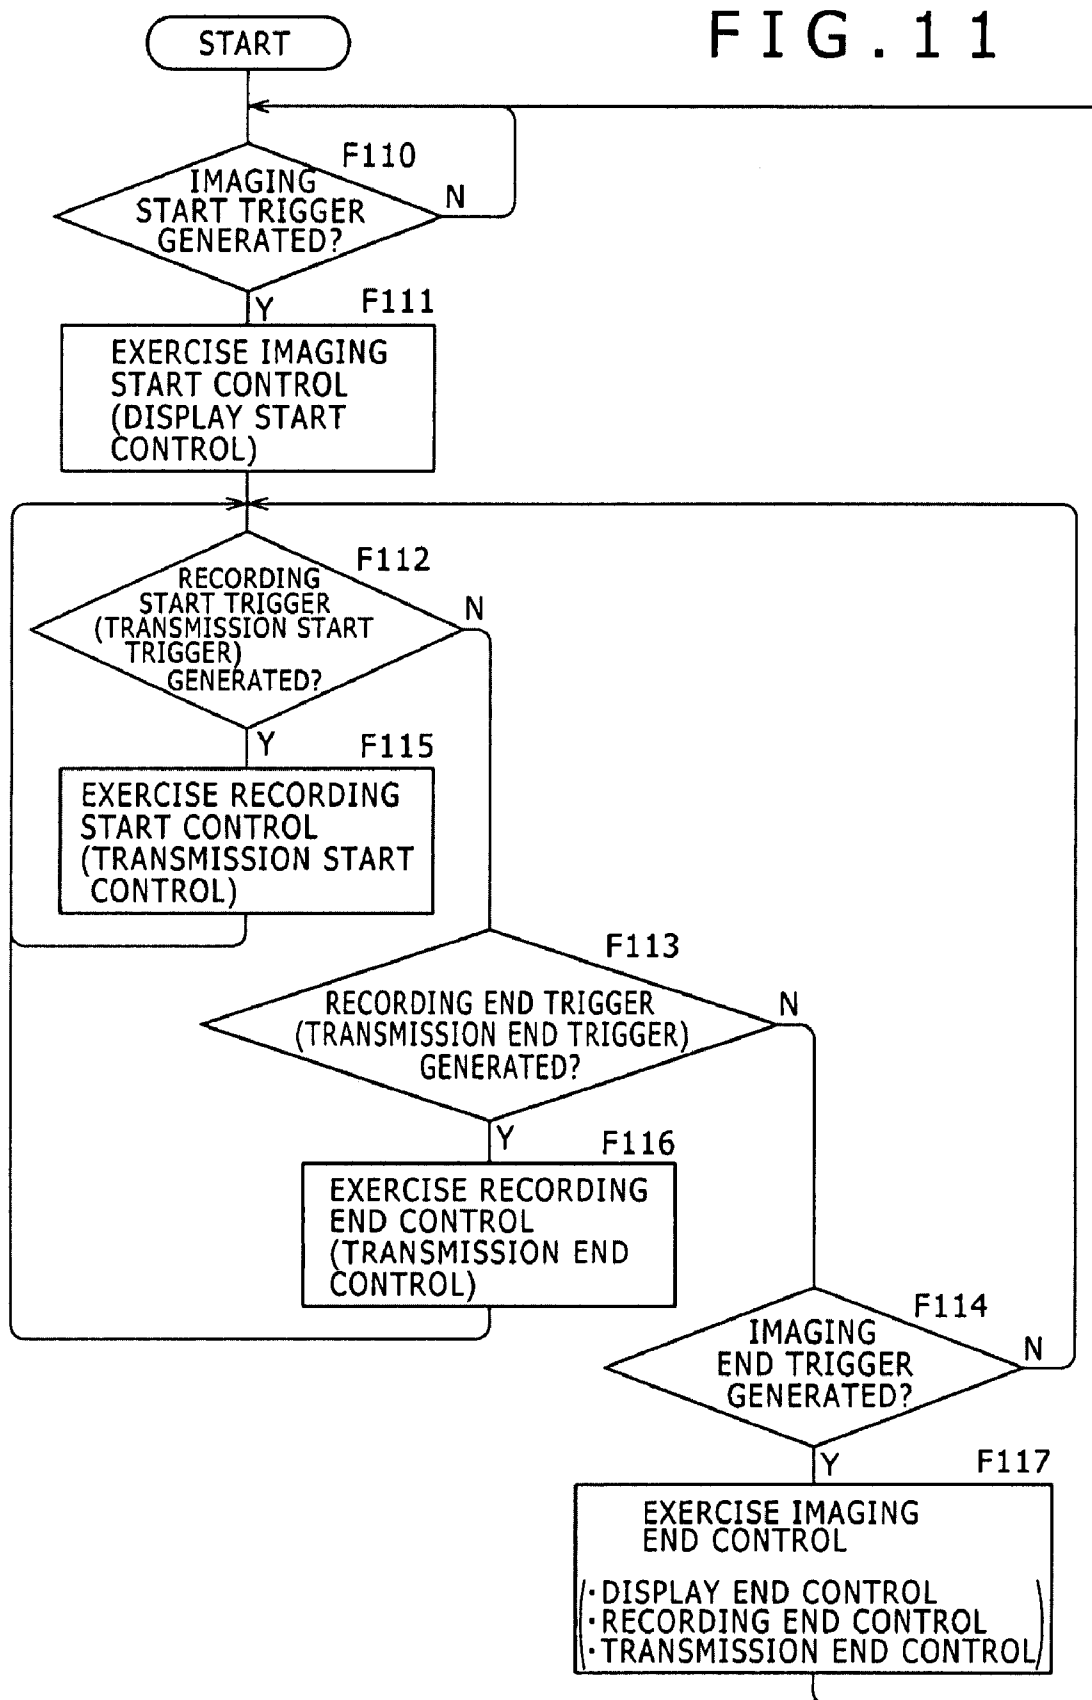 FIG.11
START
F110
IMAGING
START TRIGGER
GENERATED?
N
Y
F111
EXERCISE IMAGING
START CONTROL
(DISPLAY START
CONTROL)
F112
RECORDING
START TRIGGER
(TRANSMISSION START
TRIGGER)
GENERATED?
N
Y
F115
EXERCISE RECORDING
START CONTROL
(TRANSMISSION START
CONTROL)
F113
RECORDING END TRIGGER
(TRANSMISSION END TRIGGER)
GENERATED?
N
Y
F116
EXERCISE RECORDING
END CONTROL
(TRANSMISSION END
CONTROL)
F114
IMAGING
END TRIGGER
GENERATED?
N
Y
F117
EXERCISE IMAGING
END CONTROL
(·DISPLAY END CONTROL
·RECORDING END CONTROL
·TRANSMISSION END CONTROL)